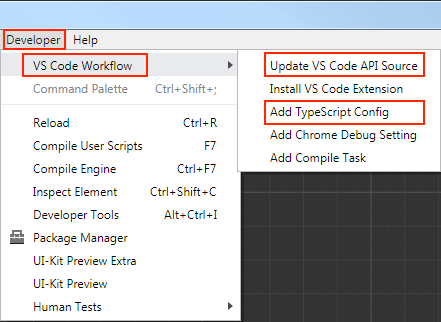 Developer Help
VS Code Workflow
Command Palette Ctrl+Shift+;
Reload Ctrl+R
Compile User Scripts F7
Compile Engine Ctrl+F7
Inspect Element Ctrl+Shift+C
Developer Tools Alt+Ctrl+I
Package Manager
UI-Kit Preview Extra
UI-Kit Preview
Human Tests
Update VS Code API Source
Install VS Code Extension
Add TypeScript Config
Add Chrome Debug Setting
Add Compile Task